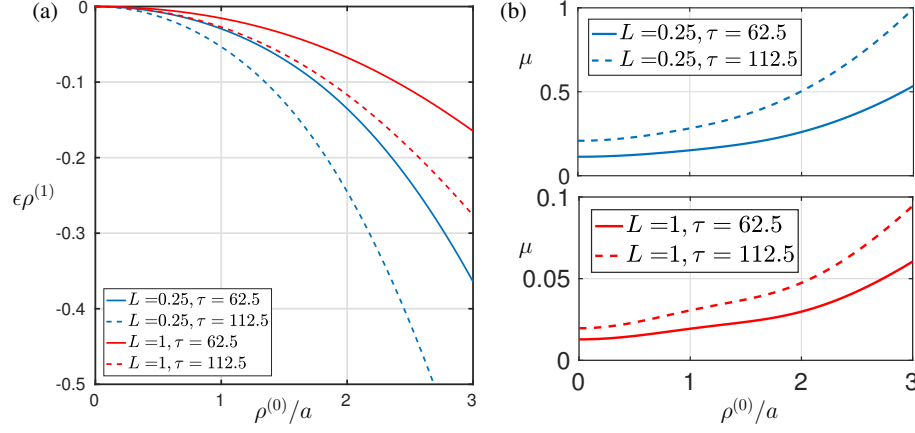 (a)
0
-0.1
-0.2
ϵρ^(1)
-0.3
-0.4
-0.5
L =0.25, τ = 62.5
L =0.25, τ = 112.5
L =1, τ = 62.5
L =1, τ = 112.5
0 1 2 3
ρ^(0)/a
(b)
1
μ
0.5
0
L =0.25, τ = 62.5
L =0.25, τ = 112.5
0.1
μ
0.05
0
L =1, τ = 62.5
L =1, τ = 112.5
0 1 2 3
ρ^(0)/a